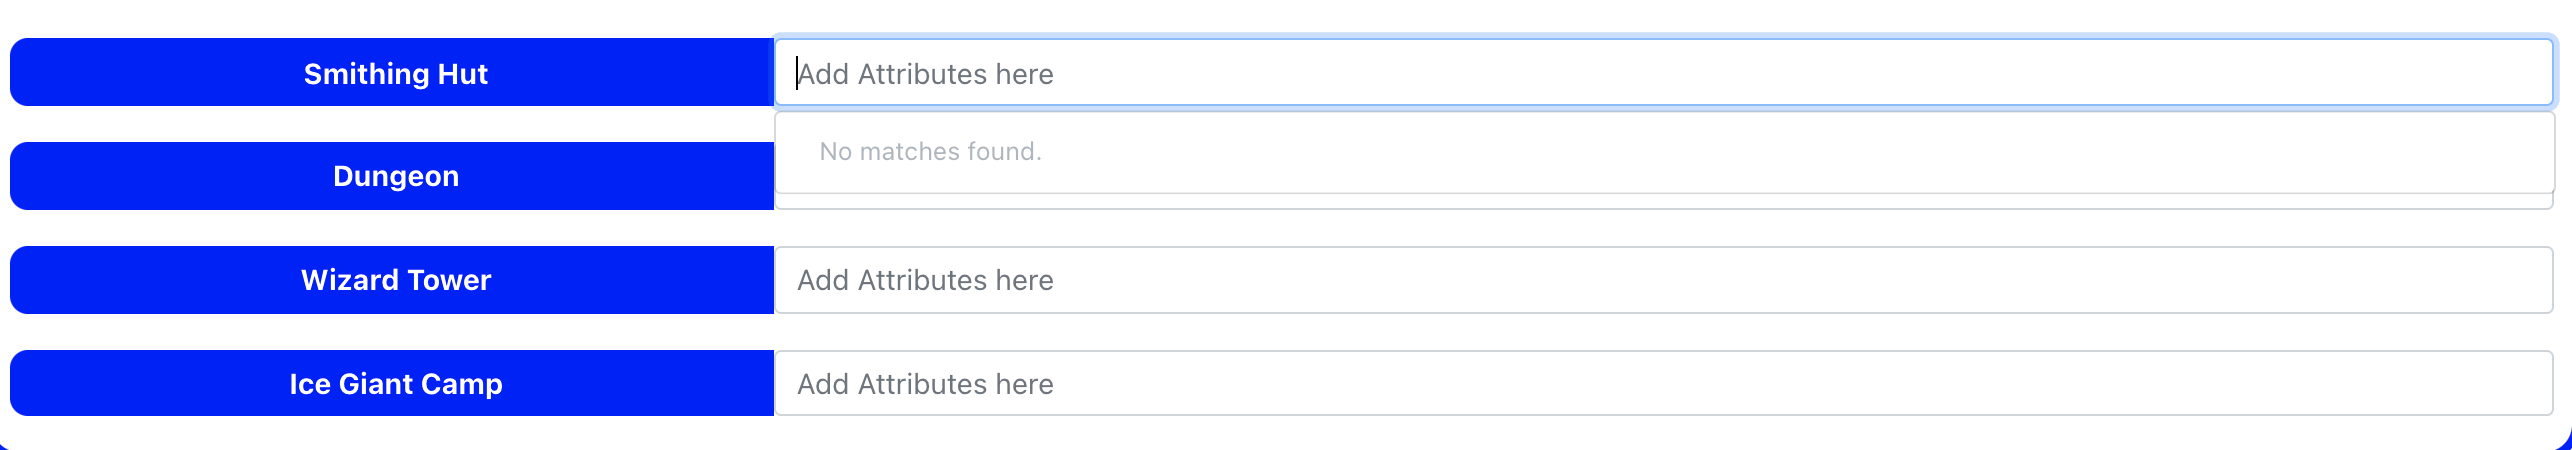 Smithing Hut
Add Attributes here
No matches found.
Dungeon
Wizard Tower
Add Attributes here
Ice Giant Camp
Add Attributes here